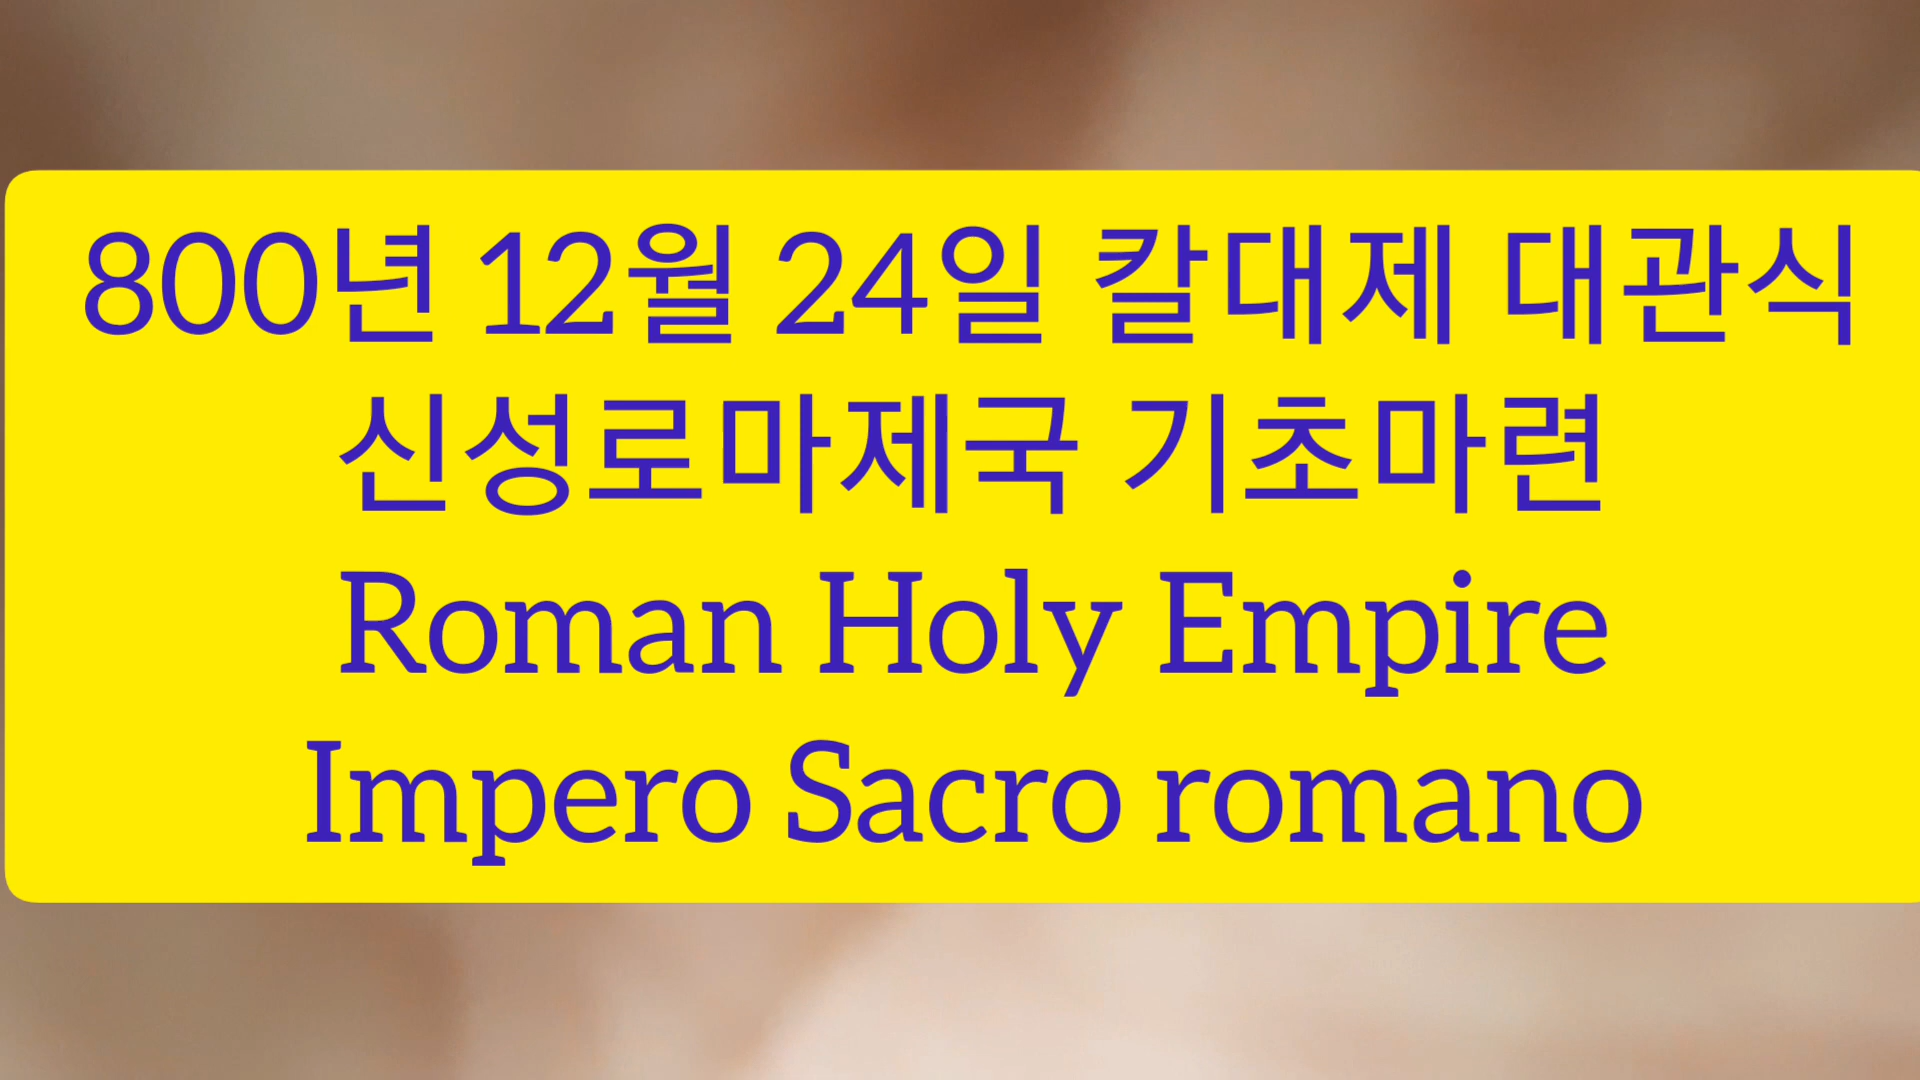 800년 12월 24일 칼대제 대관식
신성로마제국 기초마련
Roman Holy Empire
Impero Sacro romano